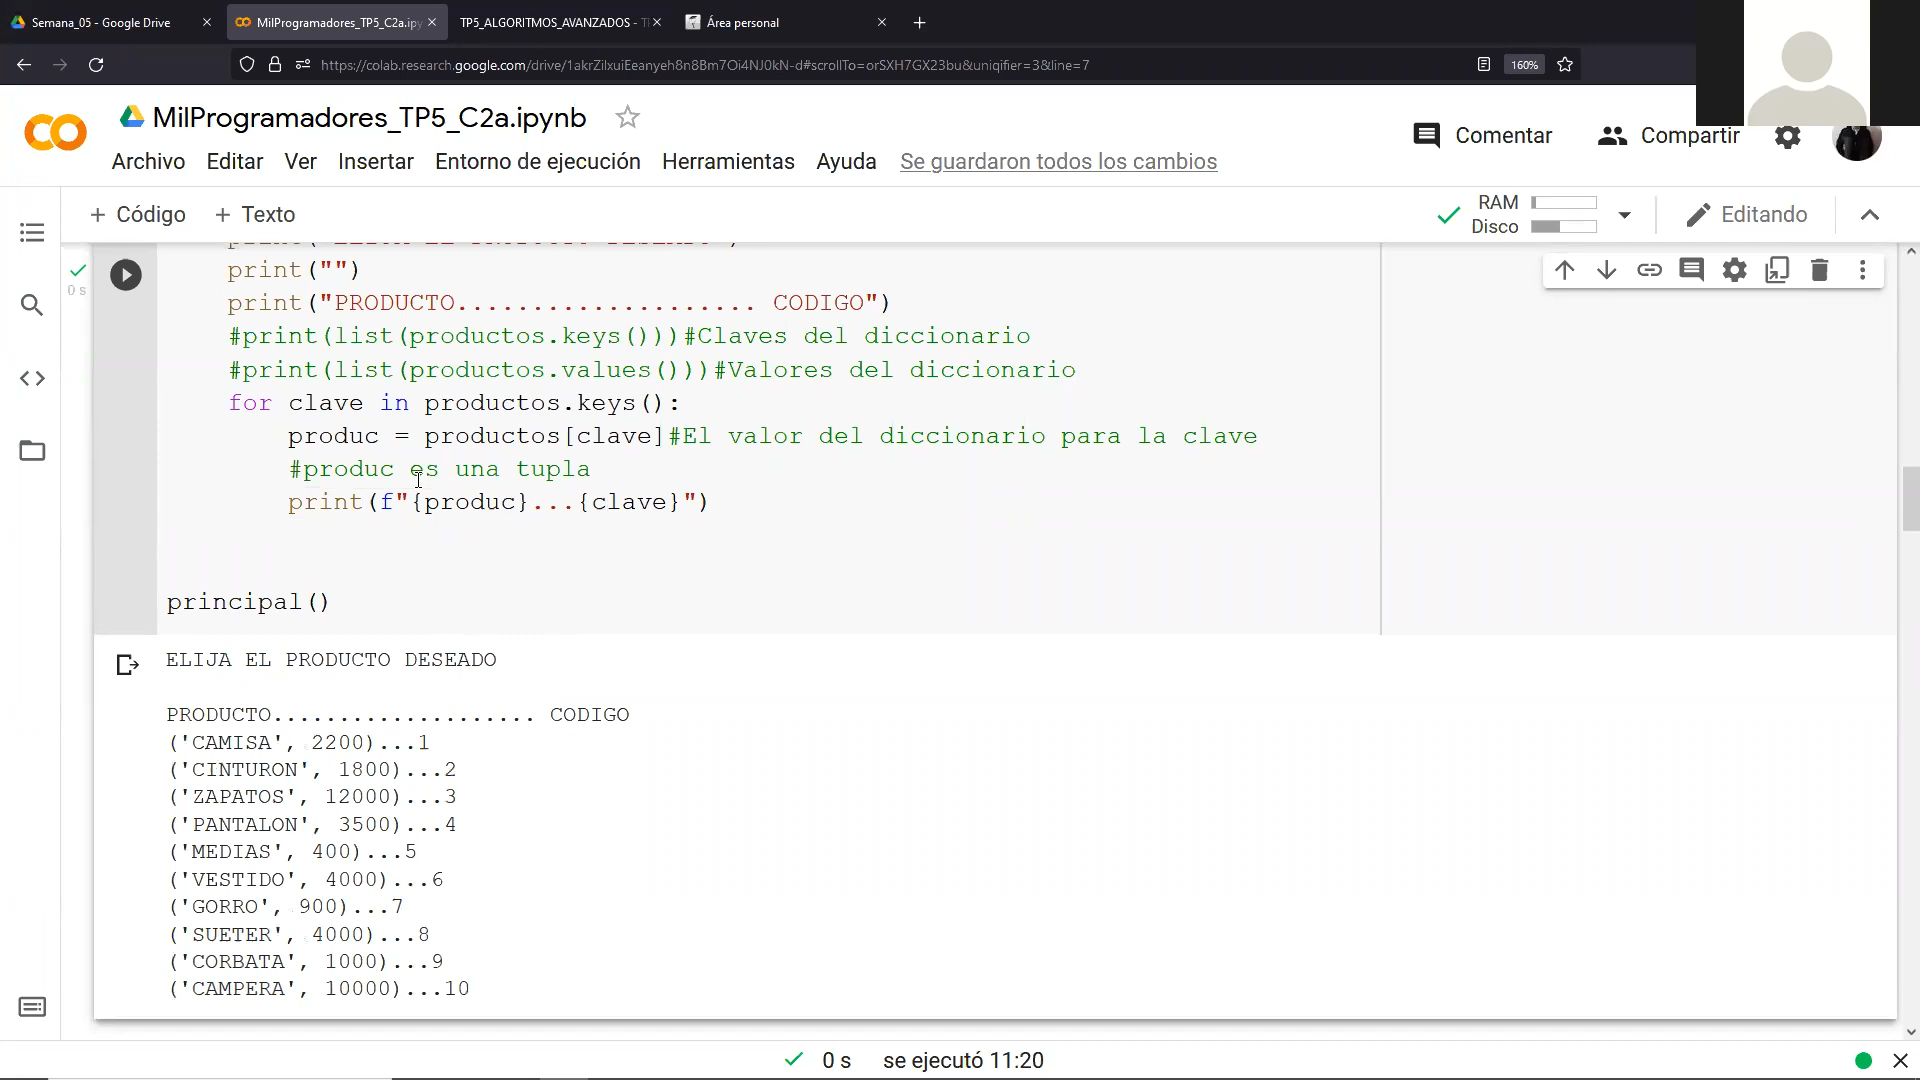 Semana_05 - Google Drive
MilProgramadores_TP5_C2a.ipy
TP5_ALGORITMOS_AVANZADOS -
Área personal
https://colab.research.google.com/drive/1akrZilxuiEeanyeh8n8Bm7Oi4NJ0kN-d#scrollTo=orSXH7GX23bu&uniqifier=3&line=7
160%
MilProgramadores_TP5_C2a.ipynb
Comentar
Compartir
Archivo Editar Ver Insertar Entorno de ejecución Herramientas Ayuda Se guardaron todos los cambios
+ Código + Texto
RAM
Disco
Editando
0 s
print("")
print("PRODUCTO.................... CODIGO")
#print(list(productos.keys()))#Claves del diccionario
#print(list(productos.values()))#Valores del diccionario
for clave in productos.keys():
produc = productos[clave]#El valor del diccionario para la clave
#produc es una tupla
print(f"{produc}...{clave}")
principal()
ELIJA EL PRODUCTO DESEADO
PRODUCTO.................... CODIGO
('CAMISA', 2200)...1
('CINTURON', 1800)...2
('ZAPATOS', 12000)...3
('PANTALON', 3500)...4
('MEDIAS', 400)...5
('VESTIDO', 4000)...6
('GORRO', 900)...7
('SUETER', 4000)...8
('CORBATA', 1000)...9
('CAMPERA', 10000)...10
0 s se ejecutó 11:20